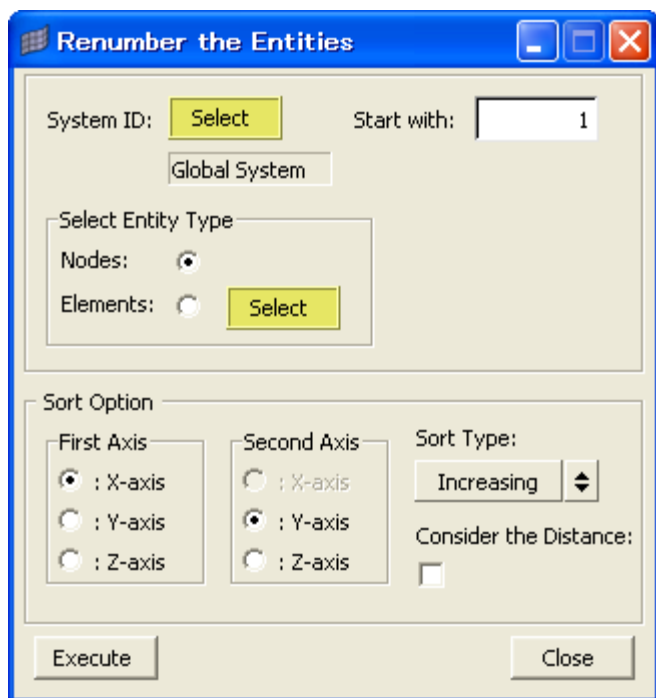 Renumber the Entities
System ID: Select Start with: 1
Global System
Select Entity Type
Nodes:
Elements: Select
Sort Option
First Axis Second Axis Sort Type:
: X-axis : X-axis Increasing
: Y-axis : Y-axis Consider the Distance:
: Z-axis : Z-axis
Execute Close